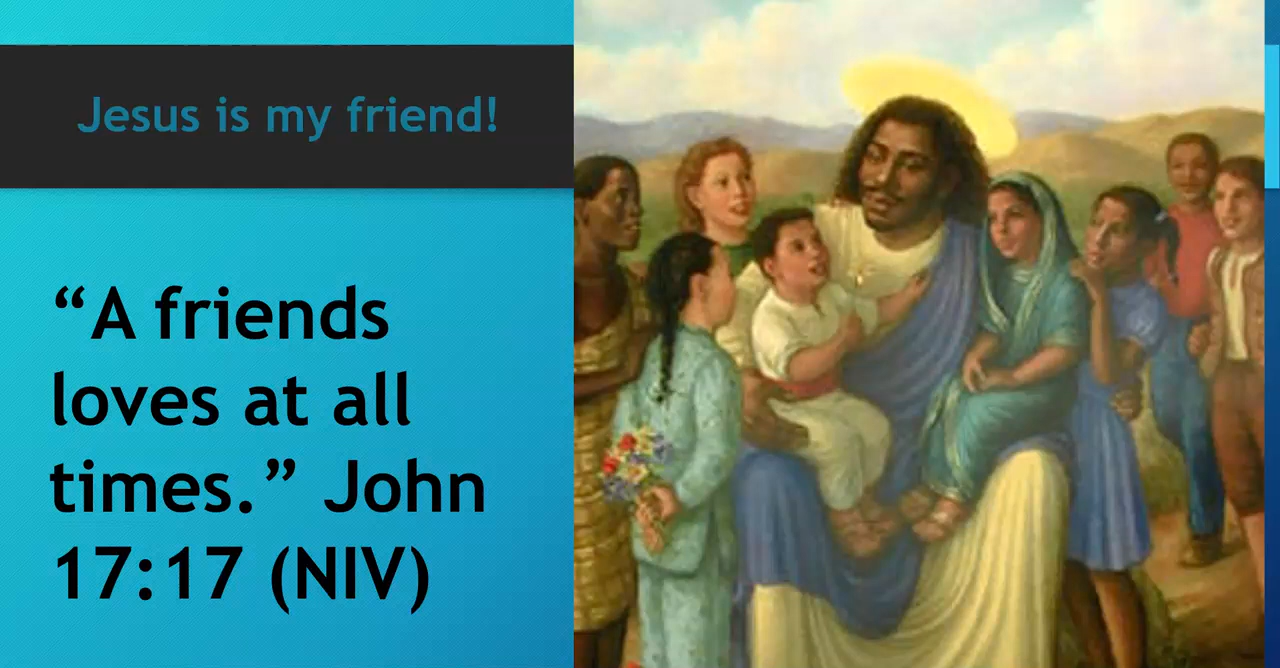 Jesus is my friend!
“A friends
loves at all
times.” John
17:17 (NIV)